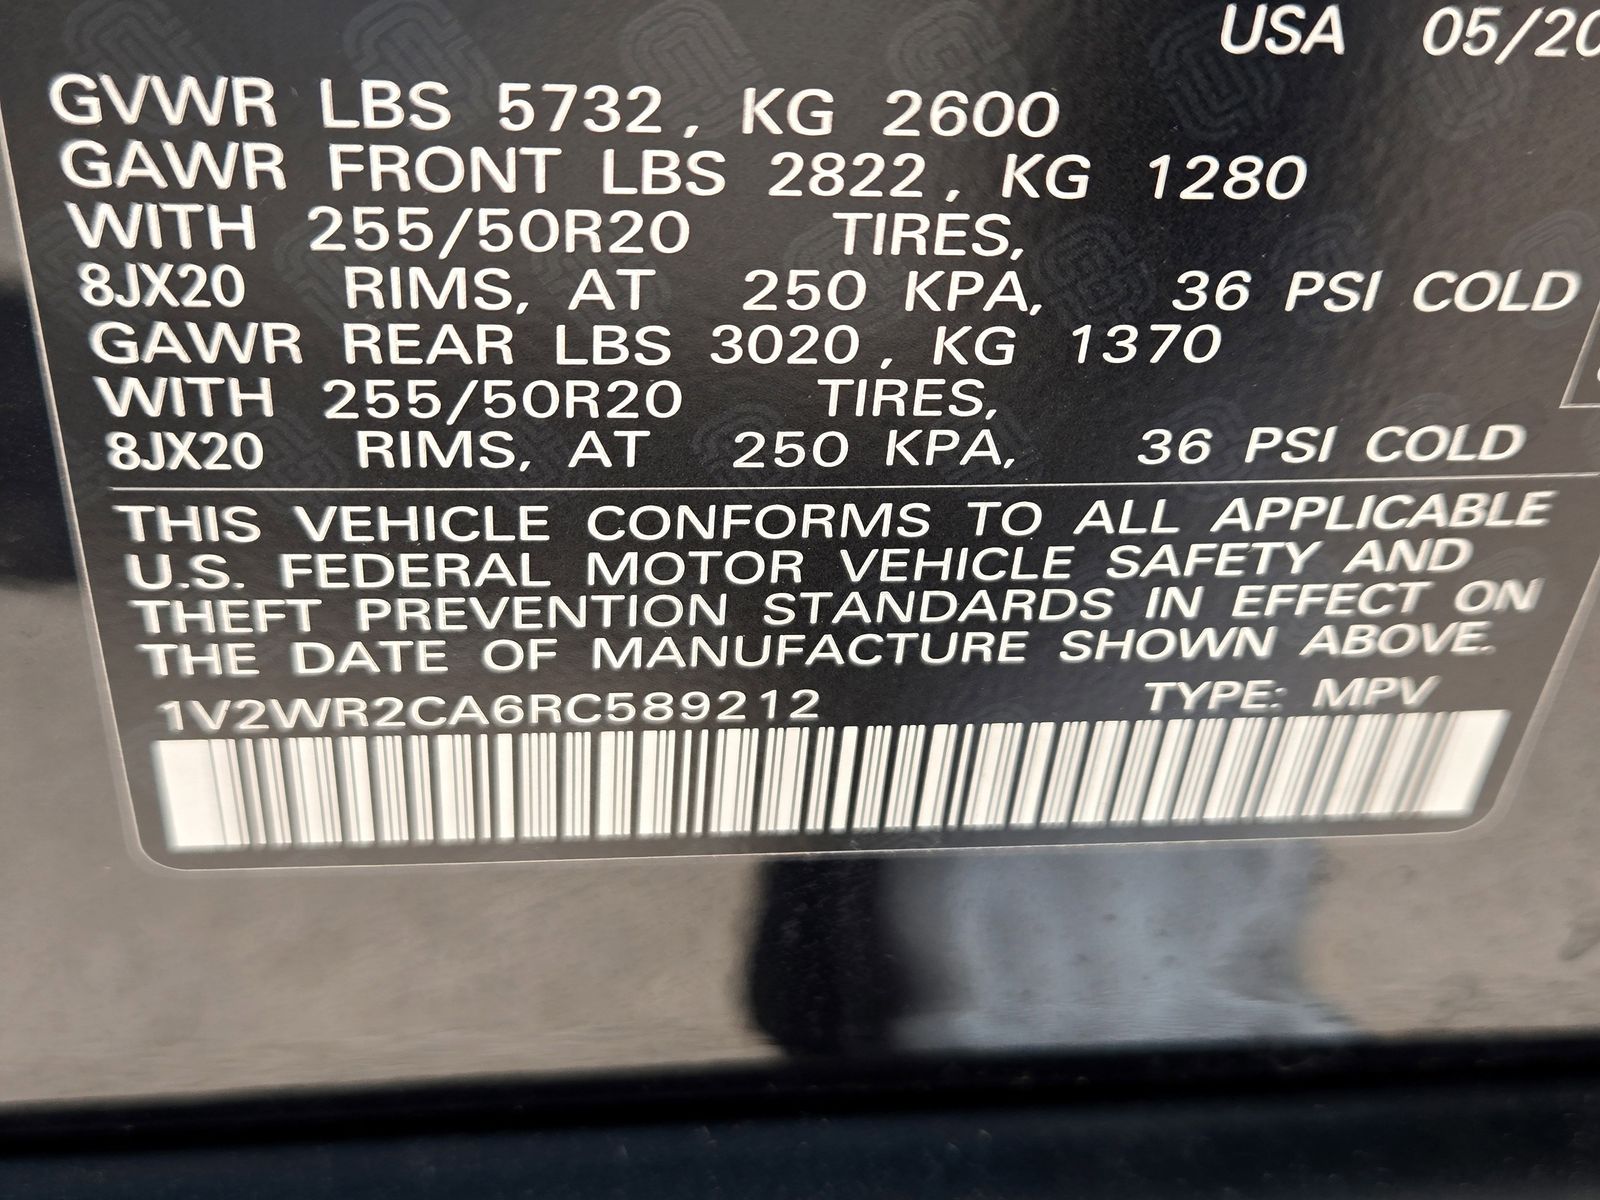 USA 05/20
GVWR LBS 5732, KG 2600
GAWR FRONT LBS 2822, KG 1280
WITH 255/50R20 TIRES,
8JX20 RIMS, AT 250 KPA, 36 PSI COLD
GAWR REAR LBS 3020, KG 1370
WITH 255/50R20 TIRES,
8JX20 RIMS, AT 250 KPA, 36 PSI COLD
THIS VEHICLE CONFORMS TO ALL APPLICABLE
U.S. FEDERAL MOTOR VEHICLE SAFETY AND
THEFT PREVENTION STANDARDS IN EFFECT ON
THE DATE OF MANUFACTURE SHOWN ABOVE.
1V2WR2CA6RC589212 TYPE: MPV